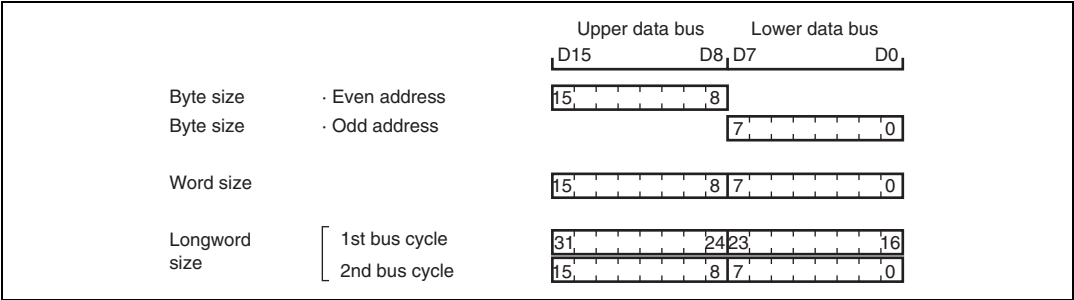 Upper data bus Lower data bus
D15 D8 D7 D0
Byte size · Even address 15 8
Byte size · Odd address 7 0
Word size 15 8 7 0
Longword size 1st bus cycle 31 24 23 16
2nd bus cycle 15 8 7 0